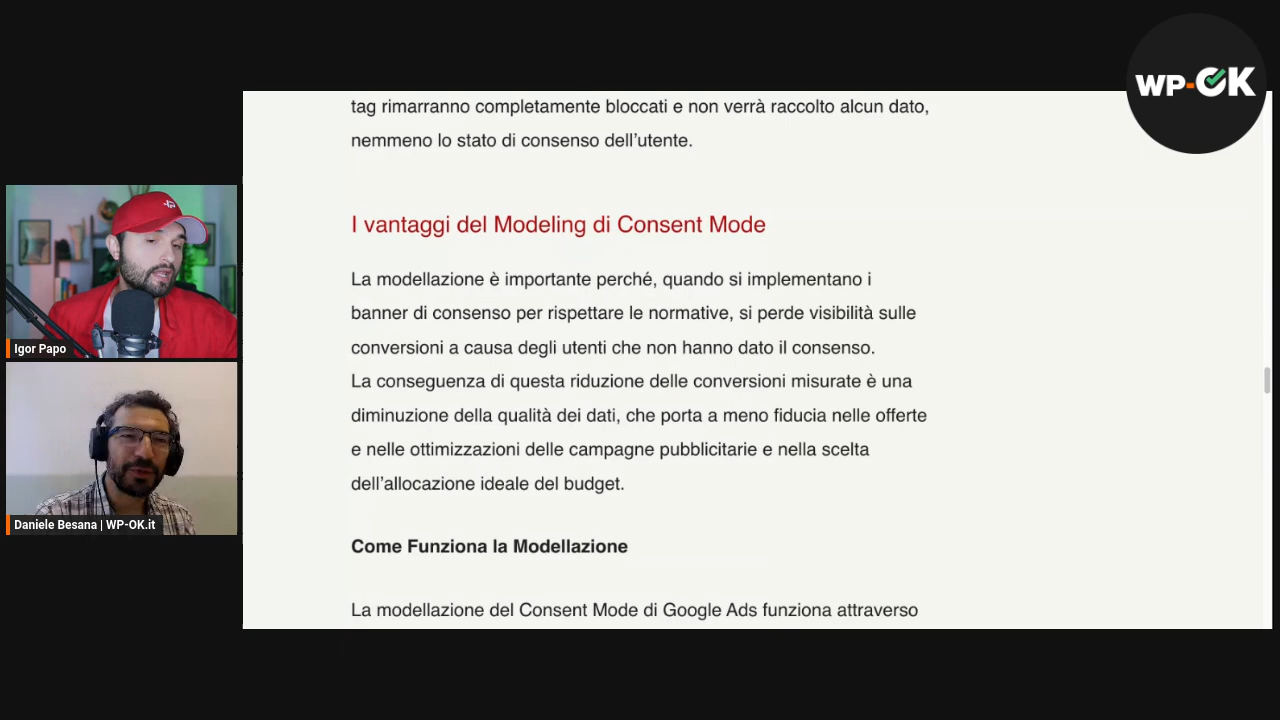 WP-OK
tag rimarranno completamente bloccati e non verrà raccolto alcun dato,
nemmeno lo stato di consenso dell’utente.
I vantaggi del Modeling di Consent Mode
La modellazione è importante perché, quando si implementano i
banner di consenso per rispettare le normative, si perde visibilità sulle
conversioni a causa degli utenti che non hanno dato il consenso.
La conseguenza di questa riduzione delle conversioni misurate è una
diminuzione della qualità dei dati, che porta a meno fiducia nelle offerte
e nelle ottimizzazioni delle campagne pubblicitarie e nella scelta
dell’allocazione ideale del budget.
Come Funziona la Modellazione
La modellazione del Consent Mode di Google Ads funziona attraverso
Igor Papo
Daniele Besana | WP-OK.it